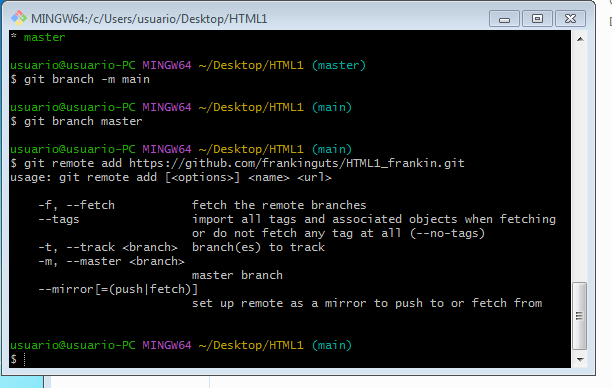 MINGW64:/c/Users/usuario/Desktop/HTML1
* master
usuario@usuario-PC MINGW64 ~/Desktop/HTML1 (master)
$ git branch -m main
usuario@usuario-PC MINGW64 ~/Desktop/HTML1 (main)
$ git branch master
usuario@usuario-PC MINGW64 ~/Desktop/HTML1 (main)
$ git remote add https://github.com/frankinguts/HTML1_frankin.git
usage: git remote add [<options>] <name> <url>
-f, --fetch fetch the remote branches
--tags import all tags and associated objects when fetching
or do not fetch any tag at all (--no-tags)
-t, --track <branch> branch(es) to track
-m, --master <branch>
master branch
--mirror[=(push|fetch)]
set up remote as a mirror to push to or fetch from
usuario@usuario-PC MINGW64 ~/Desktop/HTML1 (main)
$